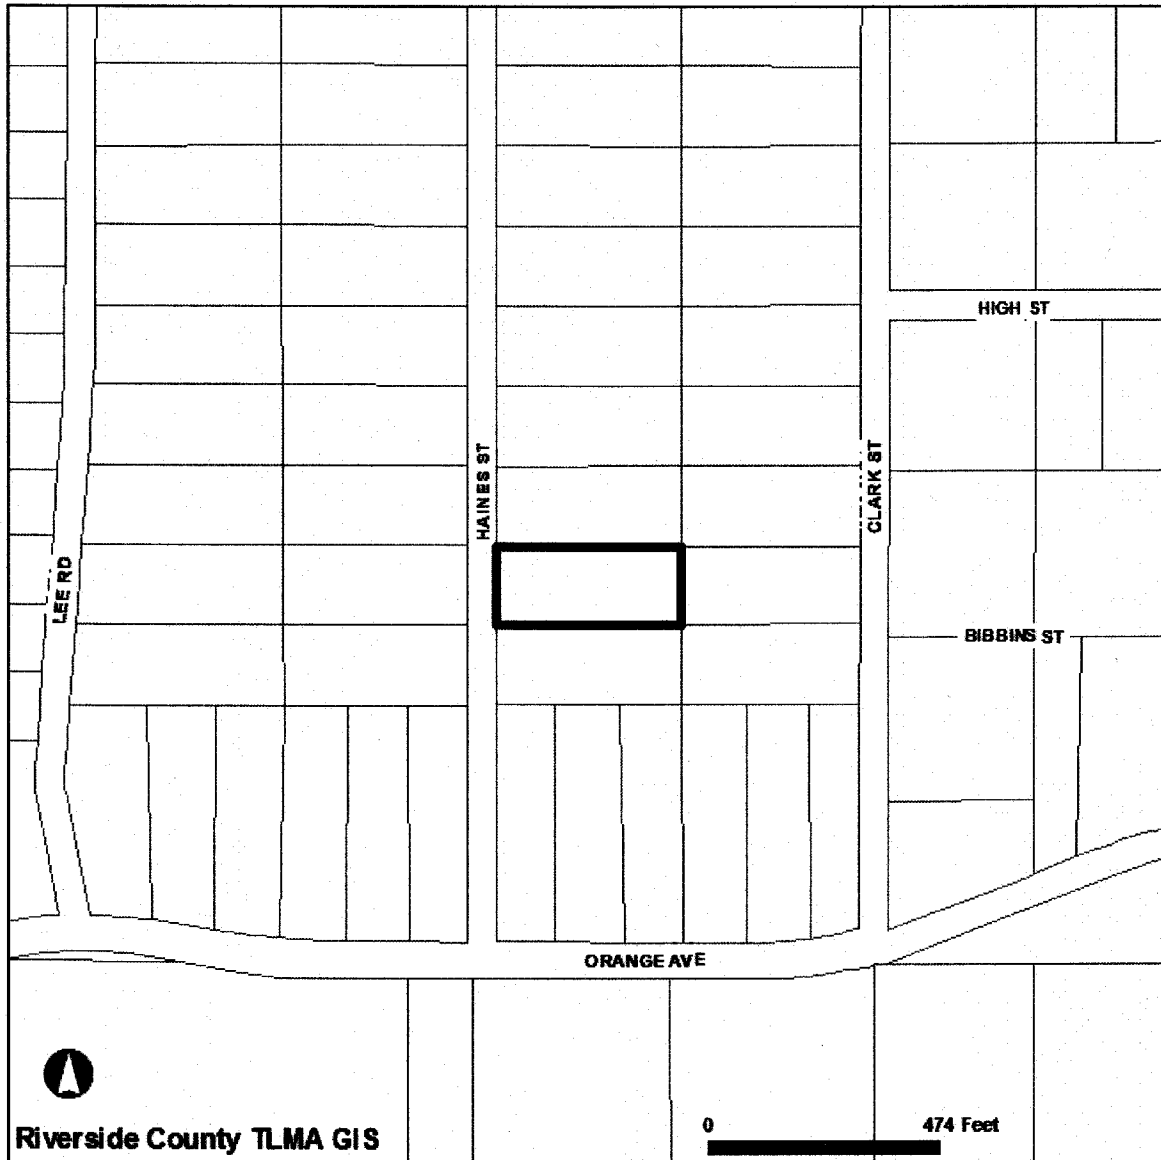 HIGH ST
HAINES ST
CLARK ST
LEE RD
BIBBINS ST
ORANGE AVE
Riverside County TLMA GIS
0 474 Feet